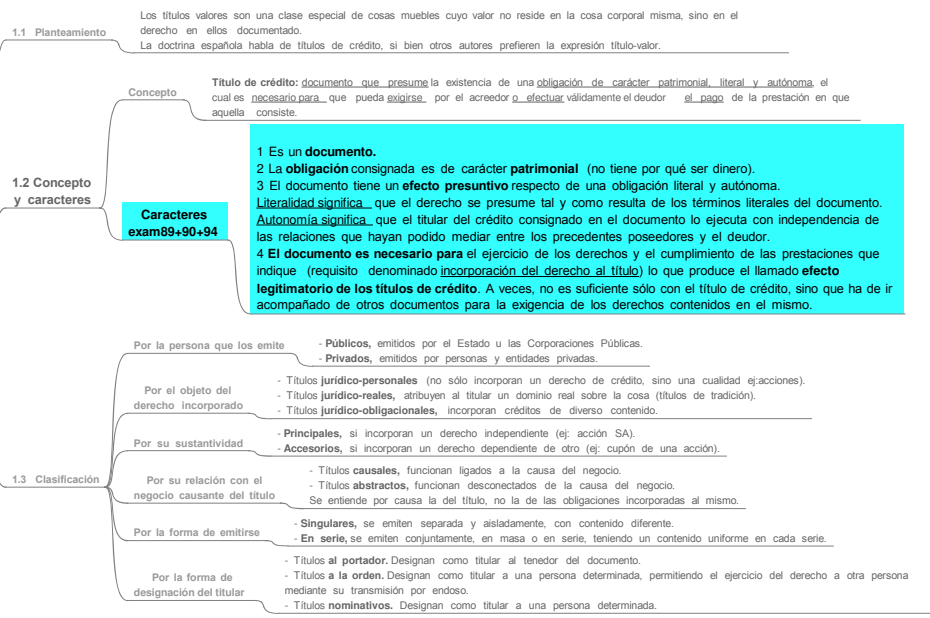 1.1 Planteamiento
Los títulos valores son una clase especial de cosas muebles cuyo valor no reside en la cosa corporal misma, sino en el
derecho en ellos documentado.
La doctrina española habla de títulos de crédito, si bien otros autores prefieren la expresión título-valor.
1.2 Concepto
y caracteres
Concepto
Título de crédito: documento que presume la existencia de una obligación de carácter patrimonial, literal y autónoma, el
cual es necesario para que pueda exigirse por el acreedor o efectuar válidamente el deudor el pago de la prestación en que
aquella consiste.
Caracteres
exam89+90+94
1 Es un documento.
2 La obligación consignada es de carácter patrimonial (no tiene por qué ser dinero).
3 El documento tiene un efecto presuntivo respecto de una obligación literal y autónoma.
Literalidad significa que el derecho se presume tal y como resulta de los términos literales del documento.
Autonomía significa que el titular del crédito consignado en el documento lo ejecuta con independencia de
las relaciones que hayan podido mediar entre los precedentes poseedores y el deudor.
4 El documento es necesario para el ejercicio de los derechos y el cumplimiento de las prestaciones que
indique (requisito denominado incorporación del derecho al título) lo que produce el llamado efecto
legitimatorio de los títulos de crédito. A veces, no es suficiente sólo con el título de crédito, sino que ha de ir
acompañado de otros documentos para la exigencia de los derechos contenidos en el mismo.
1.3 Clasificación
Por la persona que los emite
- Públicos, emitidos por el Estado u las Corporaciones Públicas.
- Privados, emitidos por personas y entidades privadas.
Por el objeto del
derecho incorporado
- Títulos jurídico-personales (no sólo incorporan un derecho de crédito, sino una cualidad ej:acciones).
- Títulos jurídico-reales, atribuyen al titular un dominio real sobre la cosa (títulos de tradición).
- Títulos jurídico-obligacionales, incorporan créditos de diverso contenido.
Por su sustantividad
- Principales, si incorporan un derecho independiente (ej: acción SA).
- Accesorios, si incorporan un derecho dependiente de otro (ej: cupón de una acción).
Por su relación con el
negocio causante del título
- Títulos causales, funcionan ligados a la causa del negocio.
- Títulos abstractos, funcionan desconectados de la causa del negocio.
Se entiende por causa la del título, no la de las obligaciones incorporadas al mismo.
Por la forma de emitirse
- Singulares, se emiten separada y aisladamente, con contenido diferente.
- En serie, se emiten conjuntamente, en masa o en serie, teniendo un contenido uniforme en cada serie.
Por la forma de
designación del titular
- Títulos al portador. Designan como titular al tenedor del documento.
- Títulos a la orden. Designan como titular a una persona determinada, permitiendo el ejercicio del derecho a otra persona
mediante su transmisión por endoso.
- Títulos nominativos. Designan como titular a una persona determinada.